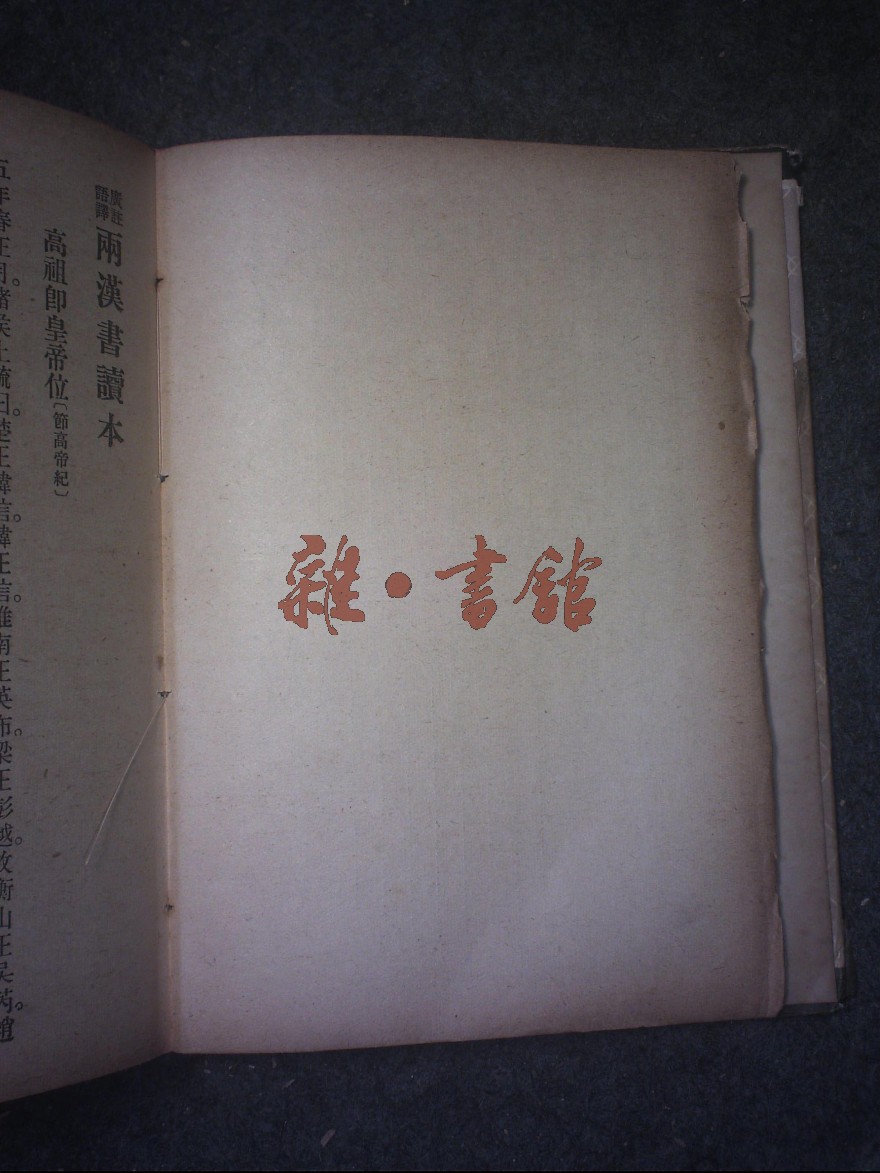 雜·書館
廣註
語譯
兩漢書讀本
高祖即皇帝位〔節高帝紀〕
五年春正月。諸侯上疏曰。楚王韓信。韓王信。淮南王英布。梁王彭越。故衡山王吳芮。趙